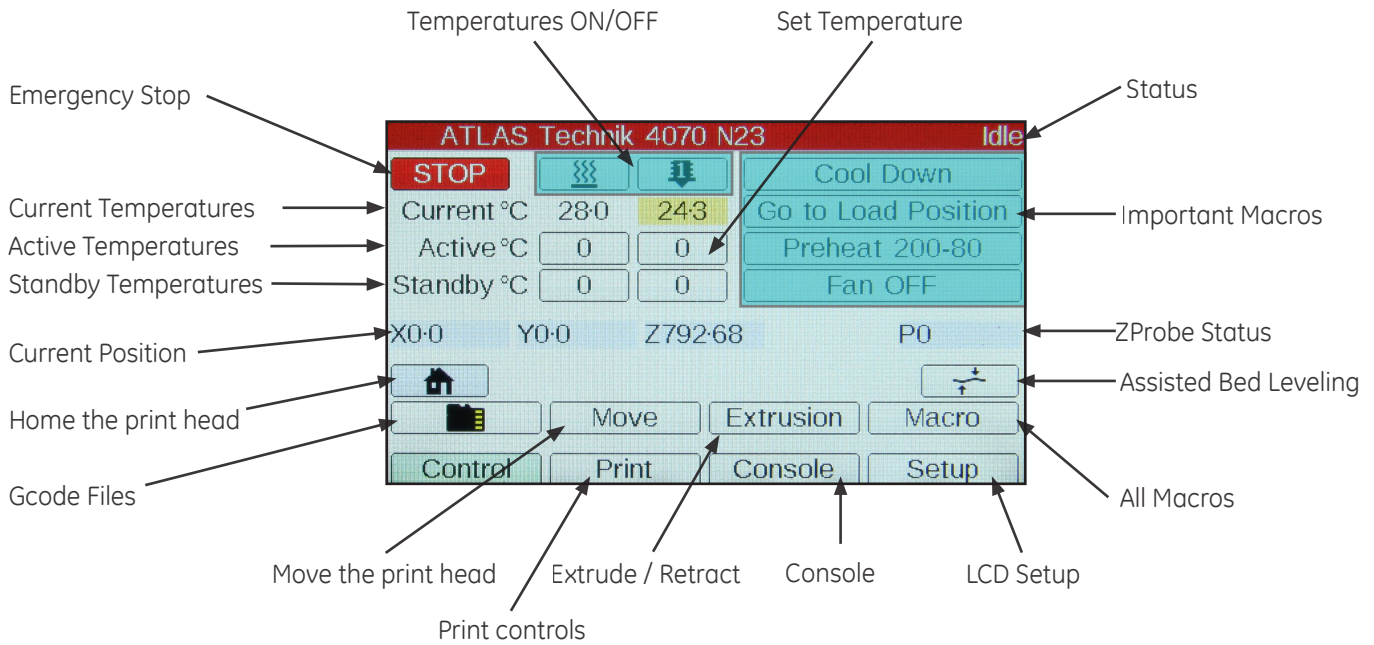 Temperatures ON/OFF
Set Temperature
Emergency Stop
Status
ATLAS Technik 4070 N23
Idle
STOP
1
Cool Down
Current Temperatures
Current °C
28·0
24·3
Go to Load Position
Important Macros
Active Temperatures
Active °C
0
0
Preheat 200-80
Standby Temperatures
Standby °C
0
0
Fan OFF
Current Position
X0·0
Y0·0
Z792·68
P0
ZProbe Status
Assisted Bed Leveling
Home the print head
Move
Extrusion
Macro
Gcode Files
Control
Print
Console
Setup
All Macros
Move the print head
Extrude / Retract
Console
LCD Setup
Print controls